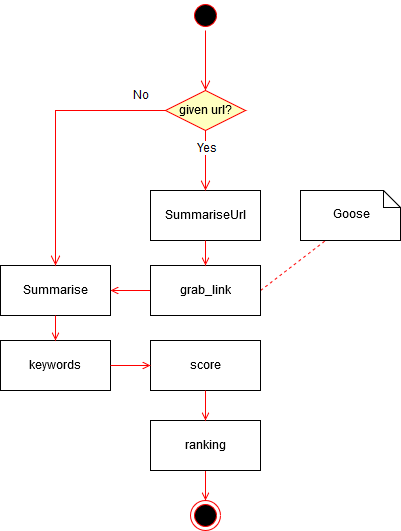 No
given url?
Yes
SummariseUrl
Goose
Summarise
grab_link
keywords
score
ranking